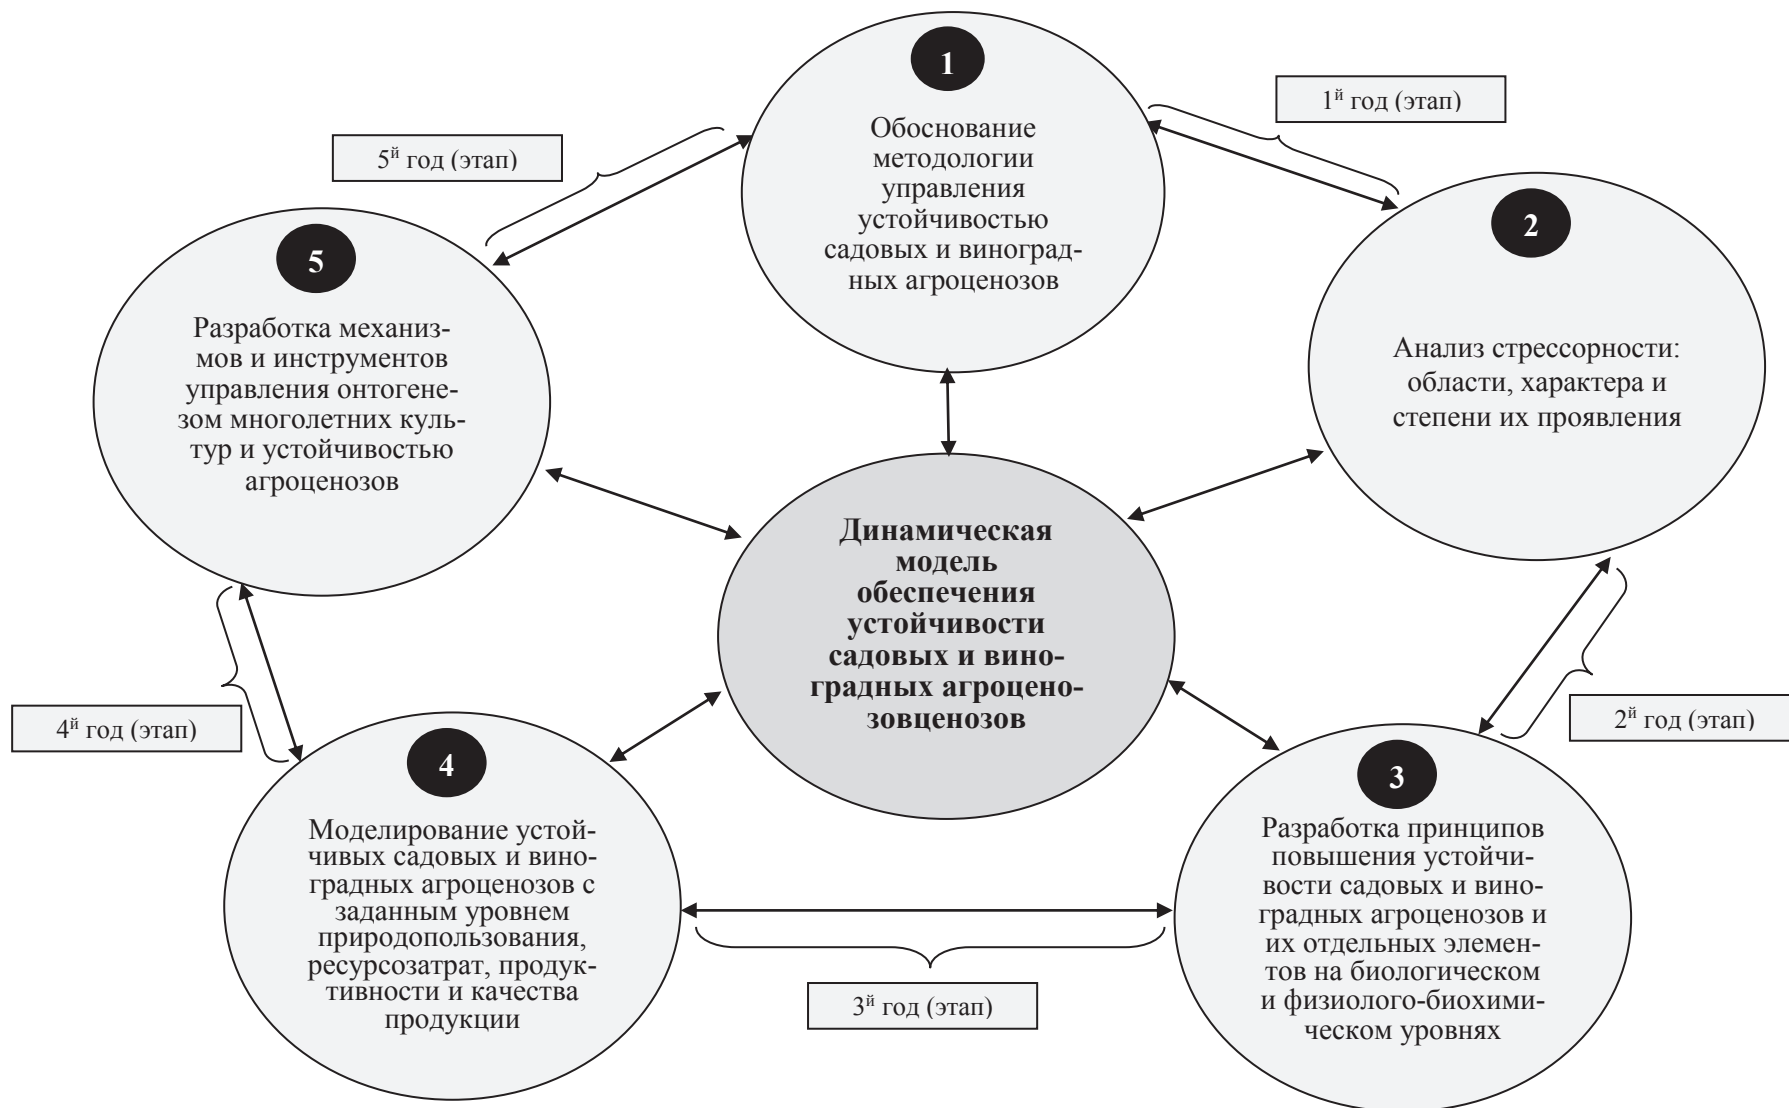 1
Обоснование
методологии
управления
устойчивостью
садовых и виноград-
ных агроценозов
1й год (этап)
2
Анализ стрессорности:
области, характера и
степени их проявления
2й год (этап)
3
Разработка принципов
повышения устойчи-
вости садовых и вино-
градных агроценозов и
их отдельных элемен-
тов на биологическом
и физиолого-биохими-
ческом уровнях
3й год (этап)
4
Моделирование устой-
чивых садовых и вино-
градных агроценозов с
заданным уровнем
природопользования,
ресурсозатрат, продук-
тивности и качества
продукции
4й год (этап)
5
Разработка механиз-
мов и инструментов
управления онтогене-
зом многолетних куль-
тур и устойчивостью
агроценозов
5й год (этап)
Динамическая
модель
обеспечения
устойчивости
садовых и вино-
градных агроцено-
зовценозов